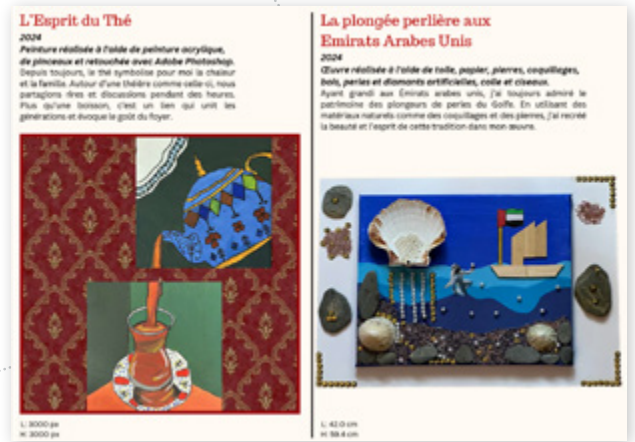 L'Esprit du Thé
2024
Peinture réalisée à l'aide de peinture acrylique,
de pinceaux et retouchée avec Adobe Photoshop.
Depuis toujours, le thé symbolise pour moi la chaleur
et la famille. Autour d'une théière comme celle-ci, nous
partagions rires et discussions pendant des heures.
Plus qu'une boisson, c'est un lien qui unit les
générations et évoque le goût du foyer.
L: 3000 px
H: 3000 px
La plongée perlière aux
Emirats Arabes Unis
2024
Œuvre réalisée à l'aide de toile, papier, pierres, coquillages,
bois, perles et diamants artificielles, colle et ciseaux.
Ayant grandi aux Émirats arabes unis, j'ai toujours admiré le
patrimoine des plongeurs de perles du Golfe. En utilisant des
matériaux naturels comme des coquillages et des pierres, j'ai recréé
la beauté et l'esprit de cette tradition dans mon œuvre.
L: 42.0 cm
H: 59.4 cm